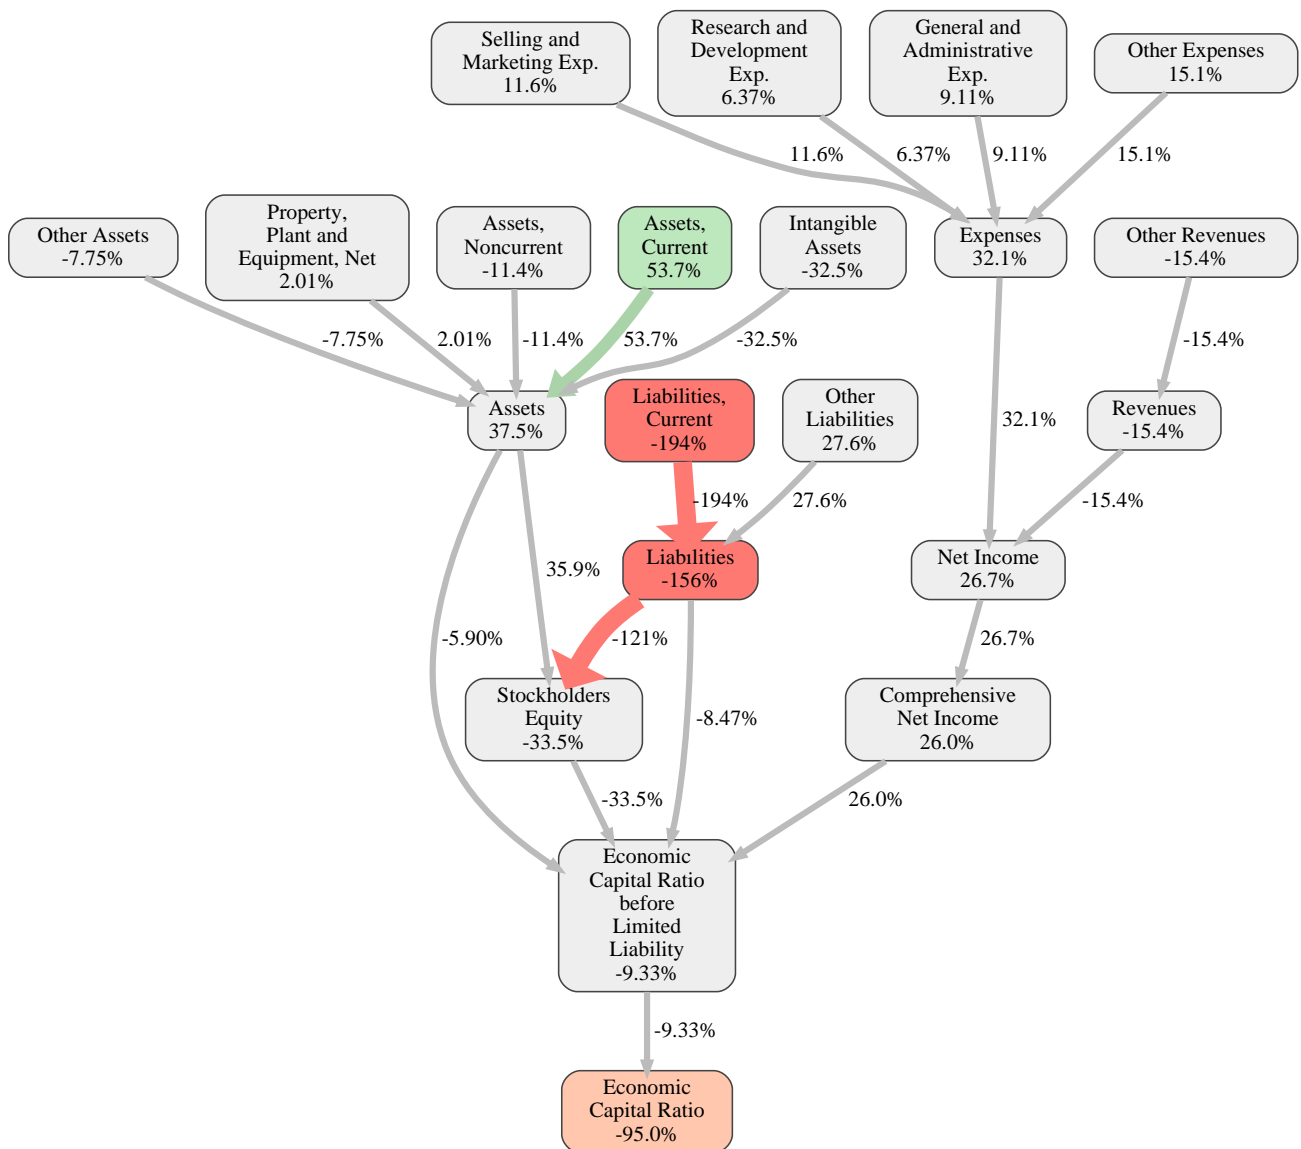 Selling and
Marketing Exp.
11.6%
Research and
Development
Exp.
6.37%
General and
Administrative
Exp.
9.11%
Other Expenses
15.1%
11.6%
6.37%
9.11%
15.1%
Other Assets
-7.75%
Property,
Plant and
Equipment, Net
2.01%
Assets,
Noncurrent
-11.4%
Assets,
Current
53.7%
Intangible
Assets
-32.5%
Expenses
32.1%
Other Revenues
-15.4%
-7.75%
2.01%
-11.4%
53.7%
-32.5%
-15.4%
Assets
37.5%
Liabilities,
Current
-194%
Other
Liabilities
27.6%
32.1%
Revenues
-15.4%
-194%
27.6%
-15.4%
35.9%
Liabilities
-156%
Net Income
26.7%
-5.90%
-121%
26.7%
Stockholders
Equity
-33.5%
-8.47%
Comprehensive
Net Income
26.0%
-33.5%
26.0%
Economic
Capital Ratio
before
Limited
Liability
-9.33%
-9.33%
Economic
Capital Ratio
-95.0%